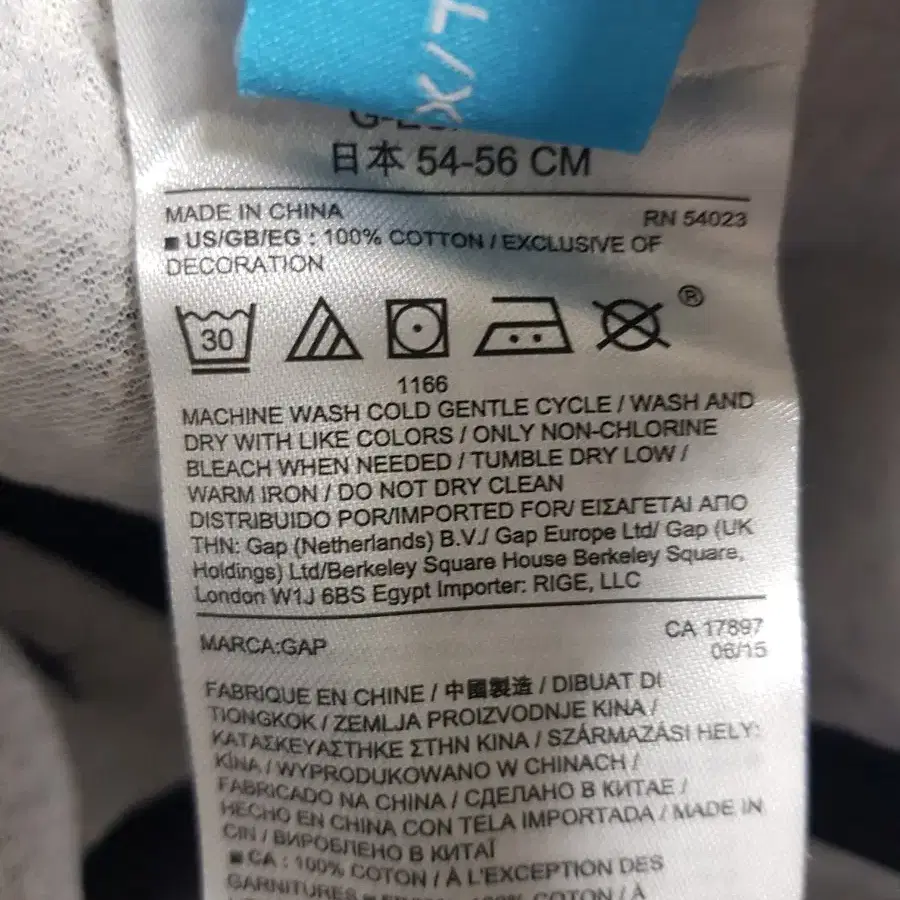 日本 54-56 CM
MADE IN CHINA RN 54023
■ US/GB/EG : 100% COTTON / EXCLUSIVE OF
DECORATION
30
®
1166
MACHINE WASH COLD GENTLE CYCLE / WASH AND
DRY WITH LIKE COLORS / ONLY NON-CHLORINE
BLEACH WHEN NEEDED / TUMBLE DRY LOW /
WARM IRON / DO NOT DRY CLEAN
DISTRIBUIDO POR/IMPORTED FOR/ ΕΙΣΑΓΕΤΑΙ ΑΠΟ
ΤΗΝ: Gap (Netherlands) B.V./ Gap Europe Ltd/ Gap (UK
Holdings) Ltd/Berkeley Square House Berkeley Square,
London W1J 6BS Egypt Importer: RIGE, LLC
MARCA:GAP CA 17897
06/15
FABRIQUE EN CHINE / 中國製造 / DIBUAT DI
TIONGKOK / ZEMLJA PROIZVODNJE KINA /
ΚΑΤΑΣΚΕΥΑΣΤΗΚΕ ΣΤΗΝ ΚΙΝΑ / SZÁRMAZÁSI HELY:
KÍNA / WYPRODUKOWANO W CHINACH /
FABRICADO NA CHINA / СДЕЛАНО В КИТАЕ /
HECHO EN CHINA CON TELA IMPORTADA / MADE IN
CIN / ВИРОБЛЕНО В КИТАЇ
■ CA : 100% COTON / À L'EXCEPTION DES
GARNITURES 100% COTON / À